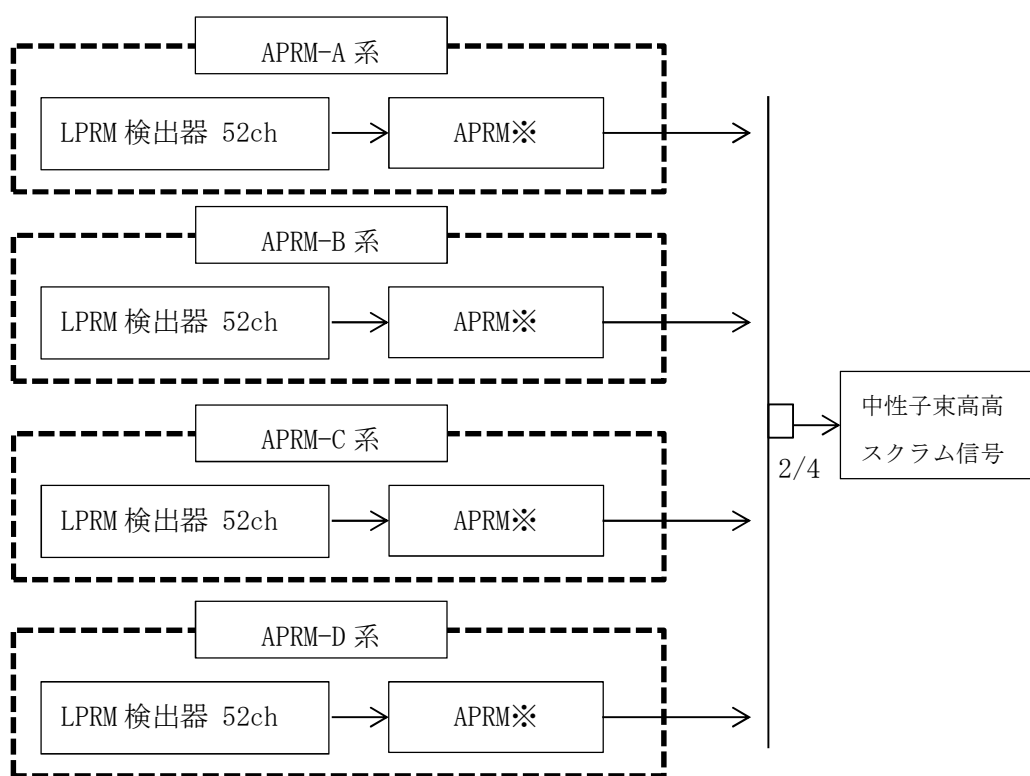 APRM-A 系
LPRM 検出器 52ch
APRM※
APRM-B 系
LPRM 検出器 52ch
APRM※
APRM-C 系
LPRM 検出器 52ch
APRM※
APRM-D 系
LPRM 検出器 52ch
APRM※
2/4
中性子束高高
スクラム信号